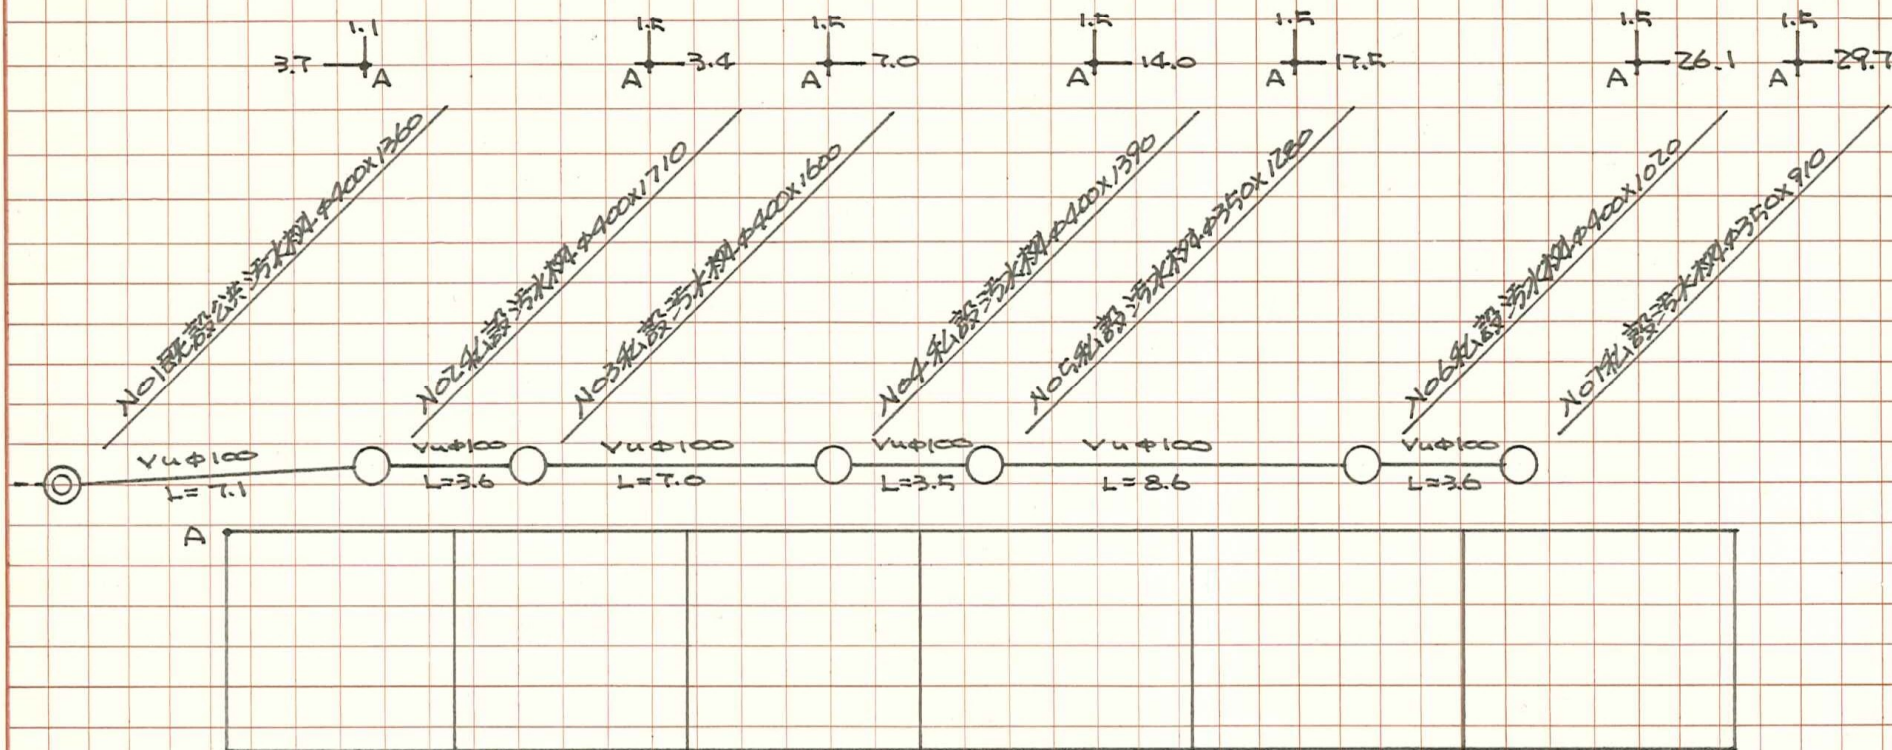 1.1
3.7 A
1.5
A 3.4
1.5
A 7.0
1.5
A 14.0
1.5
A 17.5
1.5
A 26.1
1.5
A 29.7
No1既設公共汚水桝φ400×1360
No2私設汚水桝φ400×1710
No3私設汚水桝φ400×1600
No4私設汚水桝φ400×1390
No5私設汚水桝φ350×1280
No6私設汚水桝φ400×1020
No7私設汚水桝φ350×910
Vuφ100
L=7.1
Vuφ100
L=3.6
Vuφ100
L=7.0
Vuφ100
L=3.5
Vuφ100
L=8.6
Vuφ100
L=3.6
A